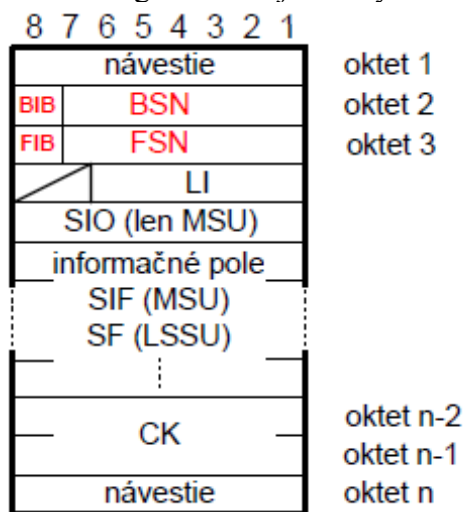 8 7 6 5 4 3 2 1
návestie oktet 1
BIB BSN oktet 2
FIB FSN oktet 3
LI
SIO (len MSU)
informačné pole
SIF (MSU)
SF (LSSU)
CK
oktet n-2
oktet n-1
návestie oktet n